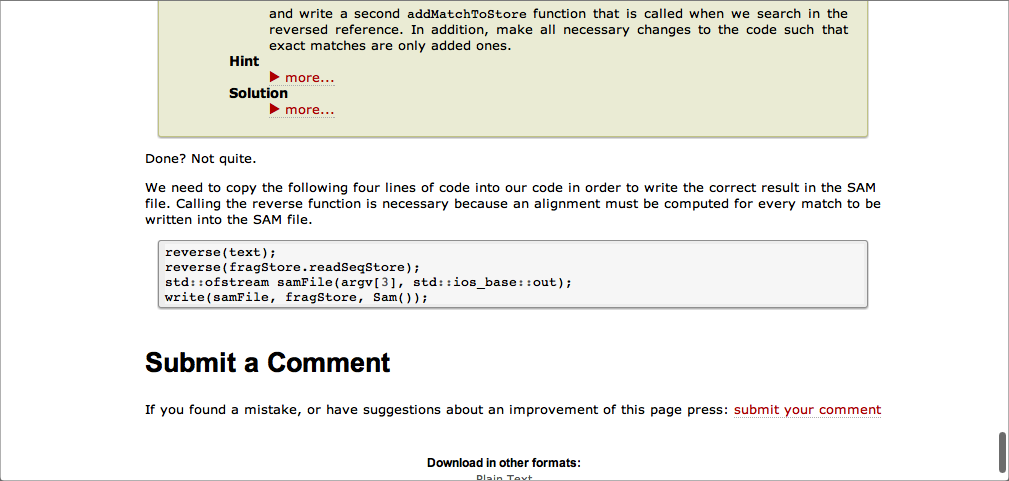 and write a second addMatchToStore function that is called when we search in the
reversed reference. In addition, make all necessary changes to the code such that
exact matches are only added ones.
Hint
▶ more...
Solution
▶ more...
Done? Not quite.
We need to copy the following four lines of code into our code in order to write the correct result in the SAM
file. Calling the reverse function is necessary because an alignment must be computed for every match to be
written into the SAM file.
reverse(text);
reverse(fragStore.readSeqStore);
std::ofstream samFile(argv[3], std::ios_base::out);
write(samFile, fragStore, Sam());
Submit a Comment
If you found a mistake, or have suggestions about an improvement of this page press: submit your comment
Download in other formats:
Plain Text